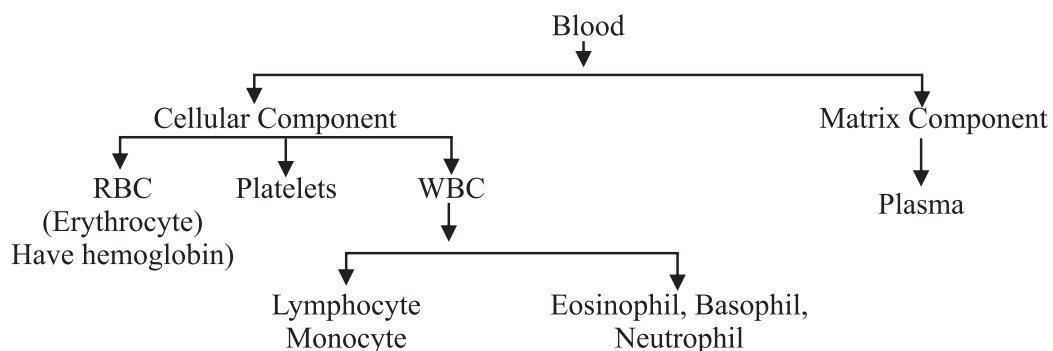 Blood
Cellular Component
Matrix Component
RBC
(Erythrocyte)
Have hemoglobin)
Platelets
WBC
Plasma
Lymphocyte
Monocyte
Eosinophil, Basophil,
Neutrophil